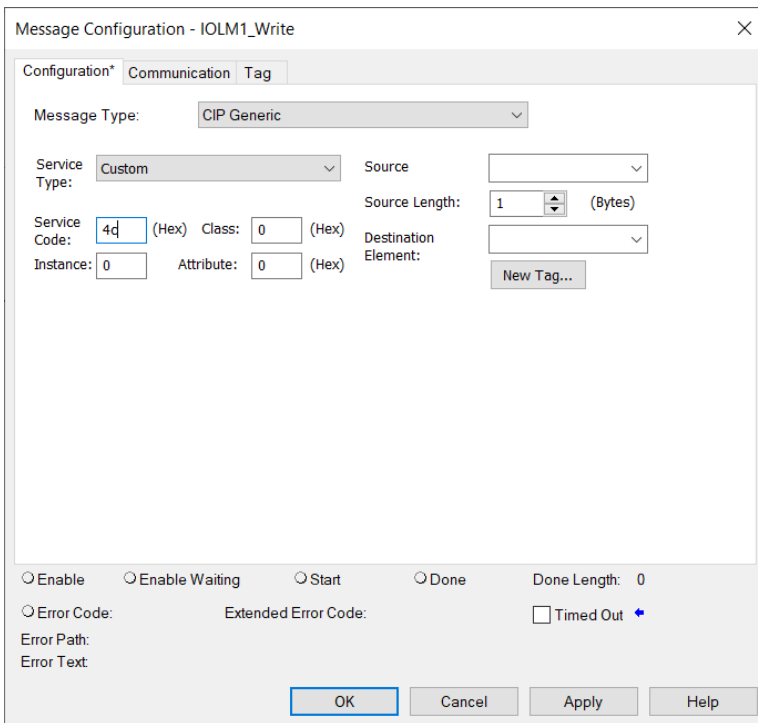 Message Configuration - IOLM1_Write
Configuration* Communication Tag
Message Type: CIP Generic
Service Type: Custom
Source
Source Length: 1 (Bytes)
Service Code: 4c (Hex) Class: 0 (Hex)
Destination Element:
Instance: 0 Attribute: 0 (Hex)
New Tag...
Enable Enable Waiting Start Done Done Length: 0
Error Code: Extended Error Code: Timed Out
Error Path:
Error Text:
OK Cancel Apply Help